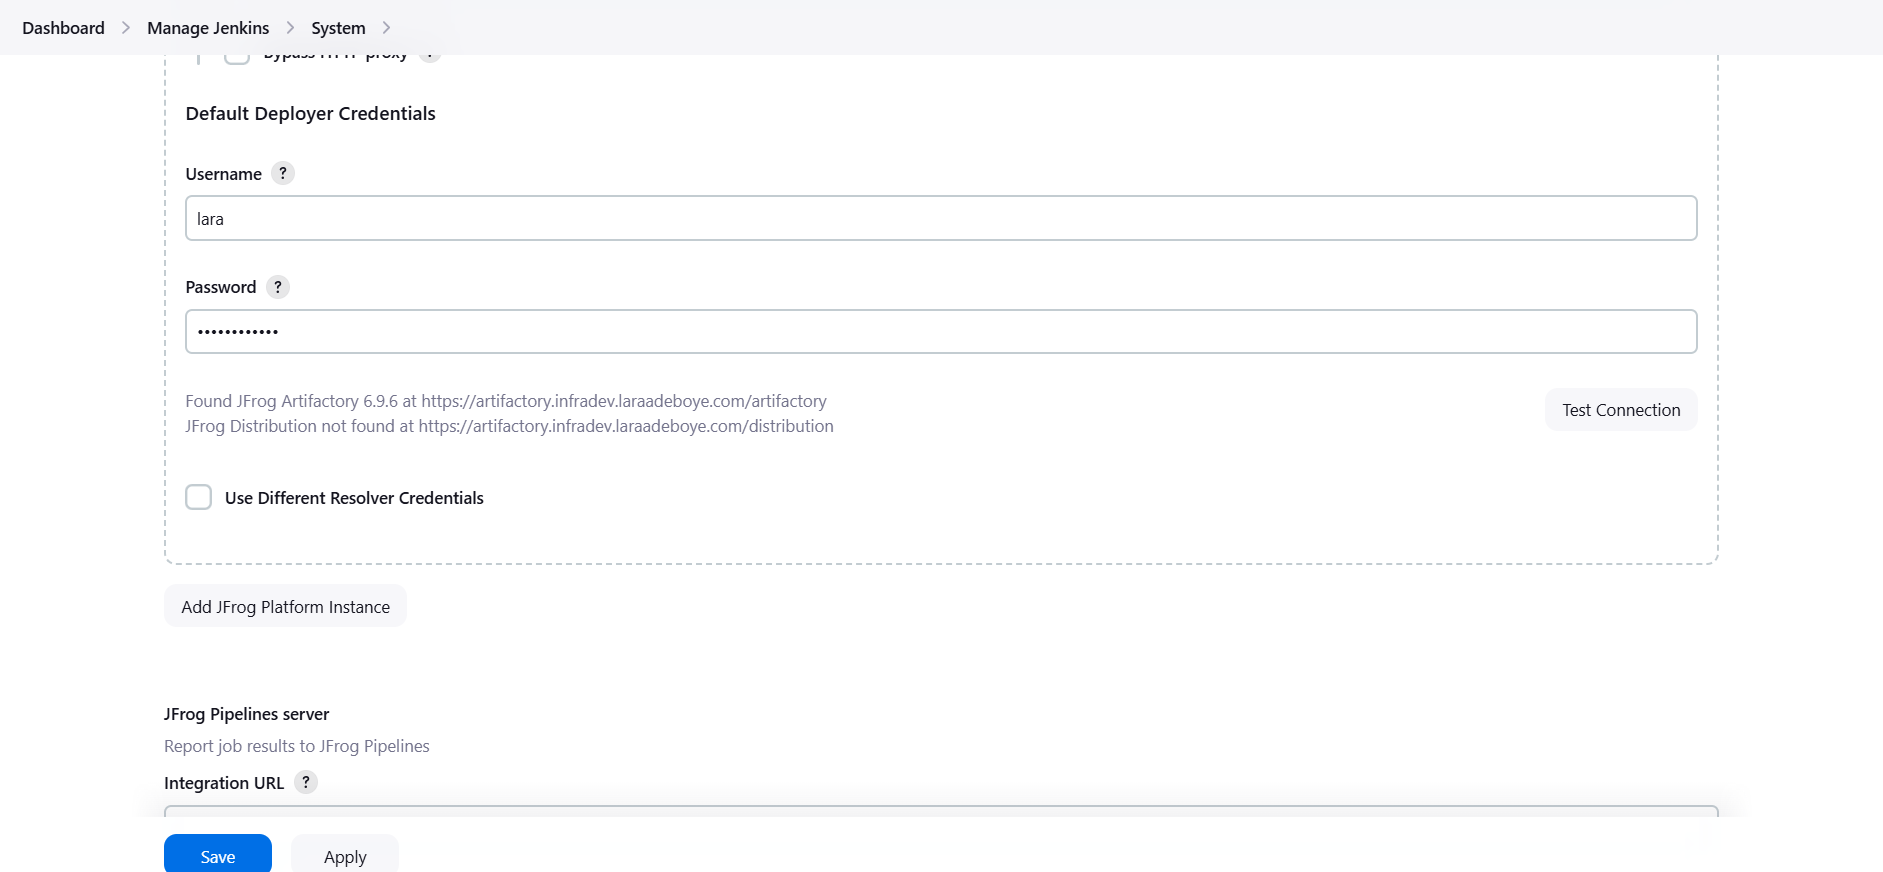 Dashboard > Manage Jenkins > System >
Bypass HTTP proxy ?
Default Deployer Credentials
Username ?
lara
Password ?
••••••••••••
Found JFrog Artifactory 6.9.6 at https://artifactory.infradev.laraadeboye.com/artifactory
JFrog Distribution not found at https://artifactory.infradev.laraadeboye.com/distribution
Test Connection
Use Different Resolver Credentials
Add JFrog Platform Instance
JFrog Pipelines server
Report job results to JFrog Pipelines
Integration URL ?
Save
Apply